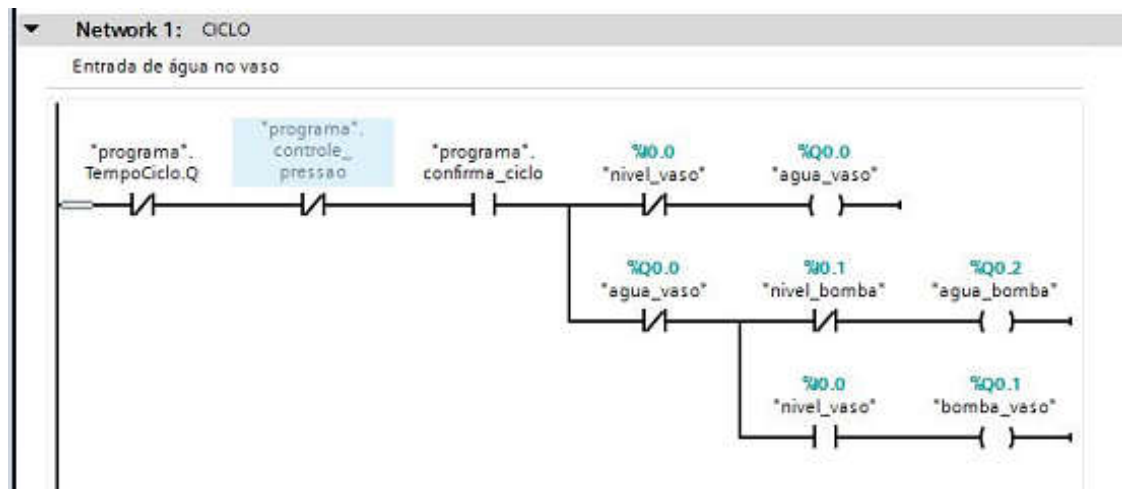 Network 1: CICLO
Entrada de água no vaso
"programa".
TempoCiclo.Q
"programa".
controle_
pressao
"programa".
confirma_ciclo
%I0.0
"nivel_vaso"
%Q0.0
"agua_vaso"
%Q0.0
"agua_vaso"
%I0.1
"nivel_bomba"
%Q0.2
"agua_bomba"
%I0.0
"nivel_vaso"
%Q0.1
"bomba_vaso"